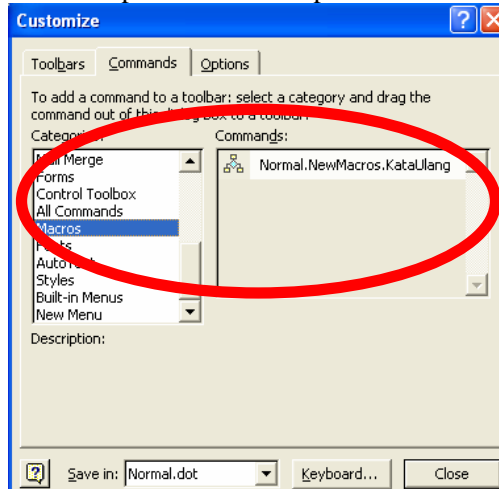 Customize
Toolbars Commands Options
To add a command to a toolbar: select a category and drag the
command out of this box to a toolbar.
Commands:
Mail Merge
Normal.NewMacros.KataUlang
Forms
Control Toolbox
All Commands
Macros
Styles
Built-in Menus
New Menu
Description:
Save in: Normal.dot Keyboard... Close